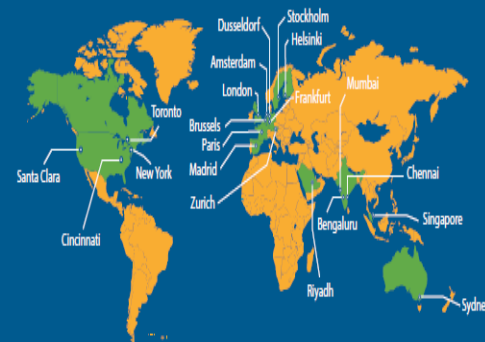 Stockholm
Dusseldorf
Helsinki
Amsterdam
Mumbai
London
Frankfurt
Toronto
Brussels
Paris
Madrid
Santa Clara
New York
Chennai
Zurich
Cincinnati
Bengaluru
Singapore
Riyadh
Sydne